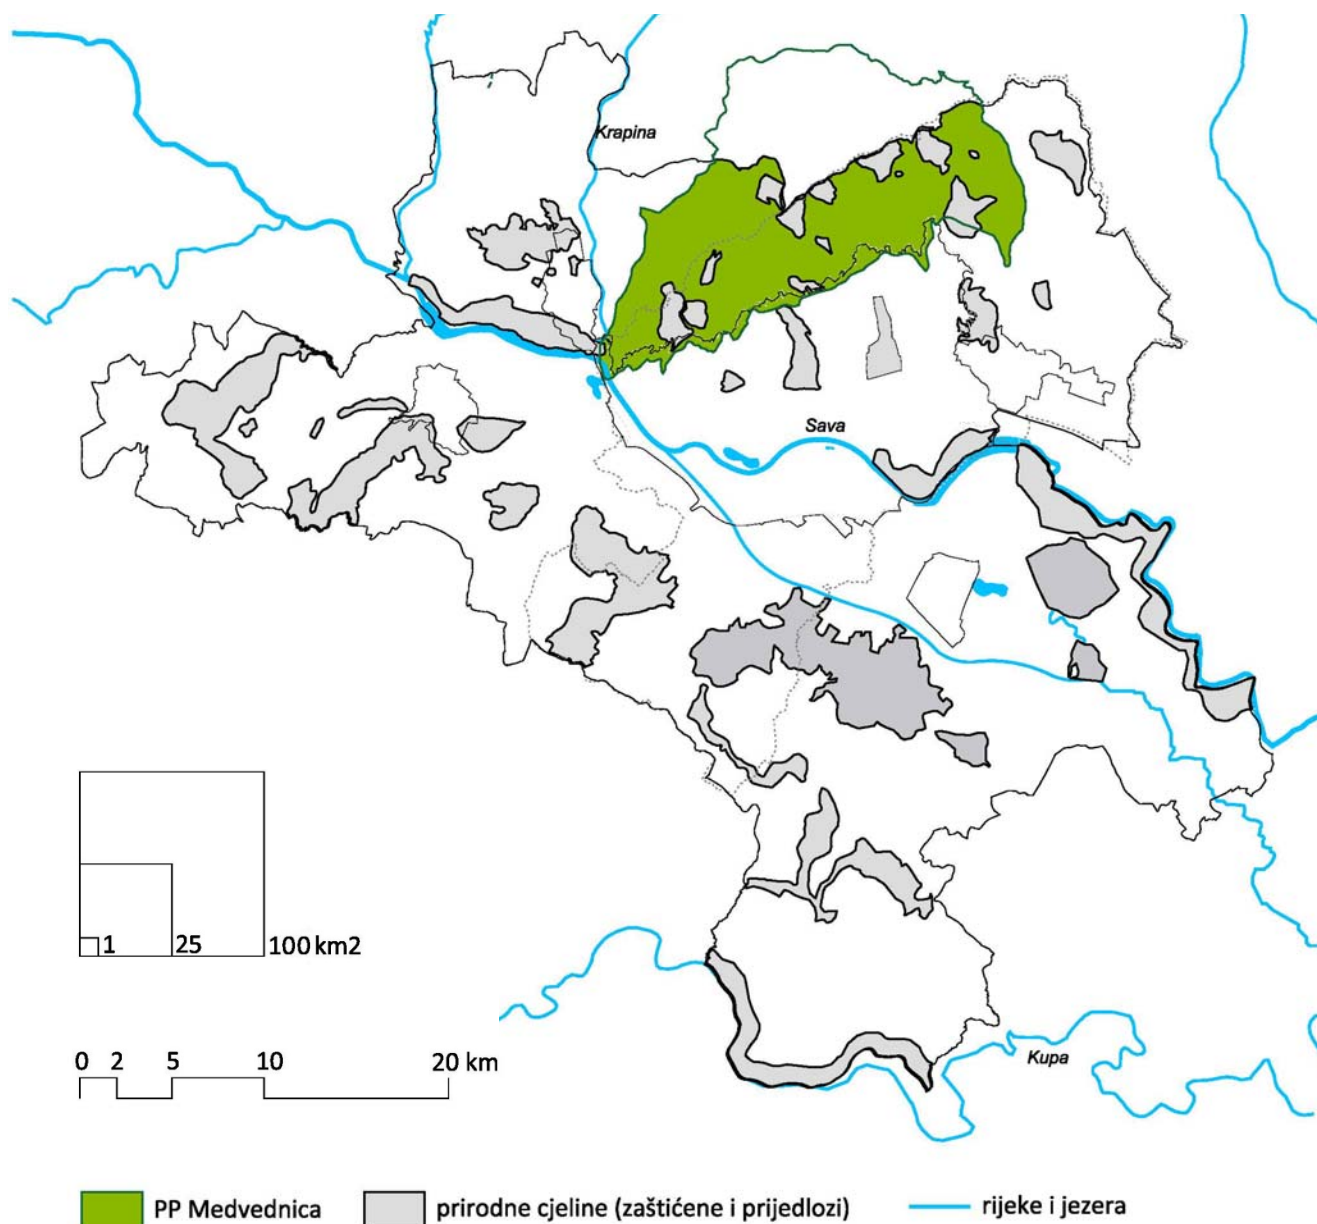 Krapina
Sava
1 25 100 km2
0 2 5 10 20 km
Kupa
PP Medvednica prirodne cjeline (zaštićene i prijedlozi) rijeke i jezera